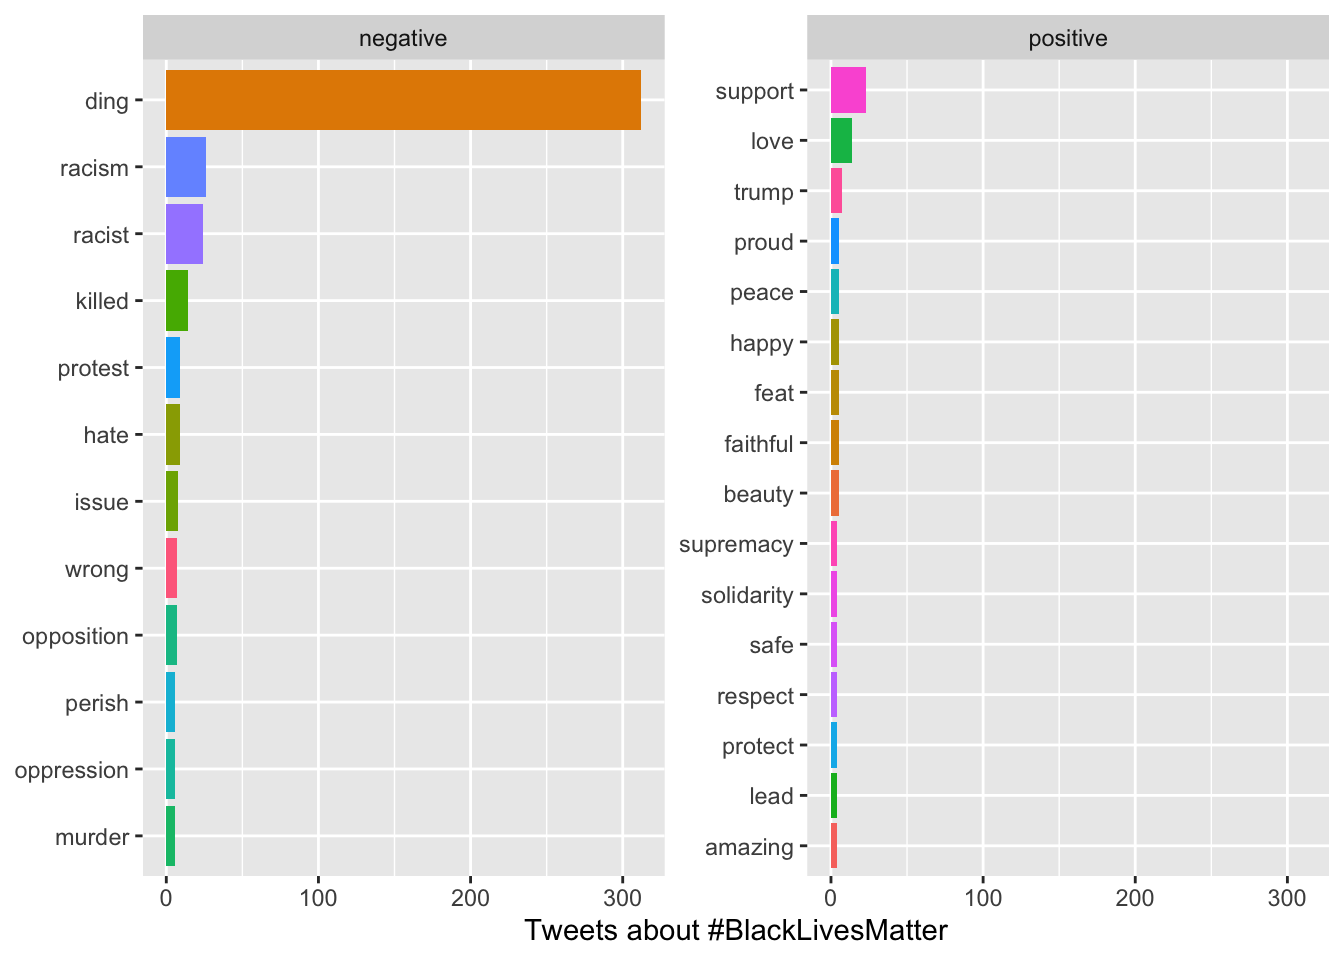 negative
ding
racism
racist
killed
protest
hate
issue
wrong
opposition
perish
oppression
murder
0 100 200 300
positive
support
love
trump
proud
peace
happy
feat
faithful
beauty
supremacy
solidarity
safe
respect
protect
lead
amazing
0 100 200 300
Tweets about #BlackLivesMatter